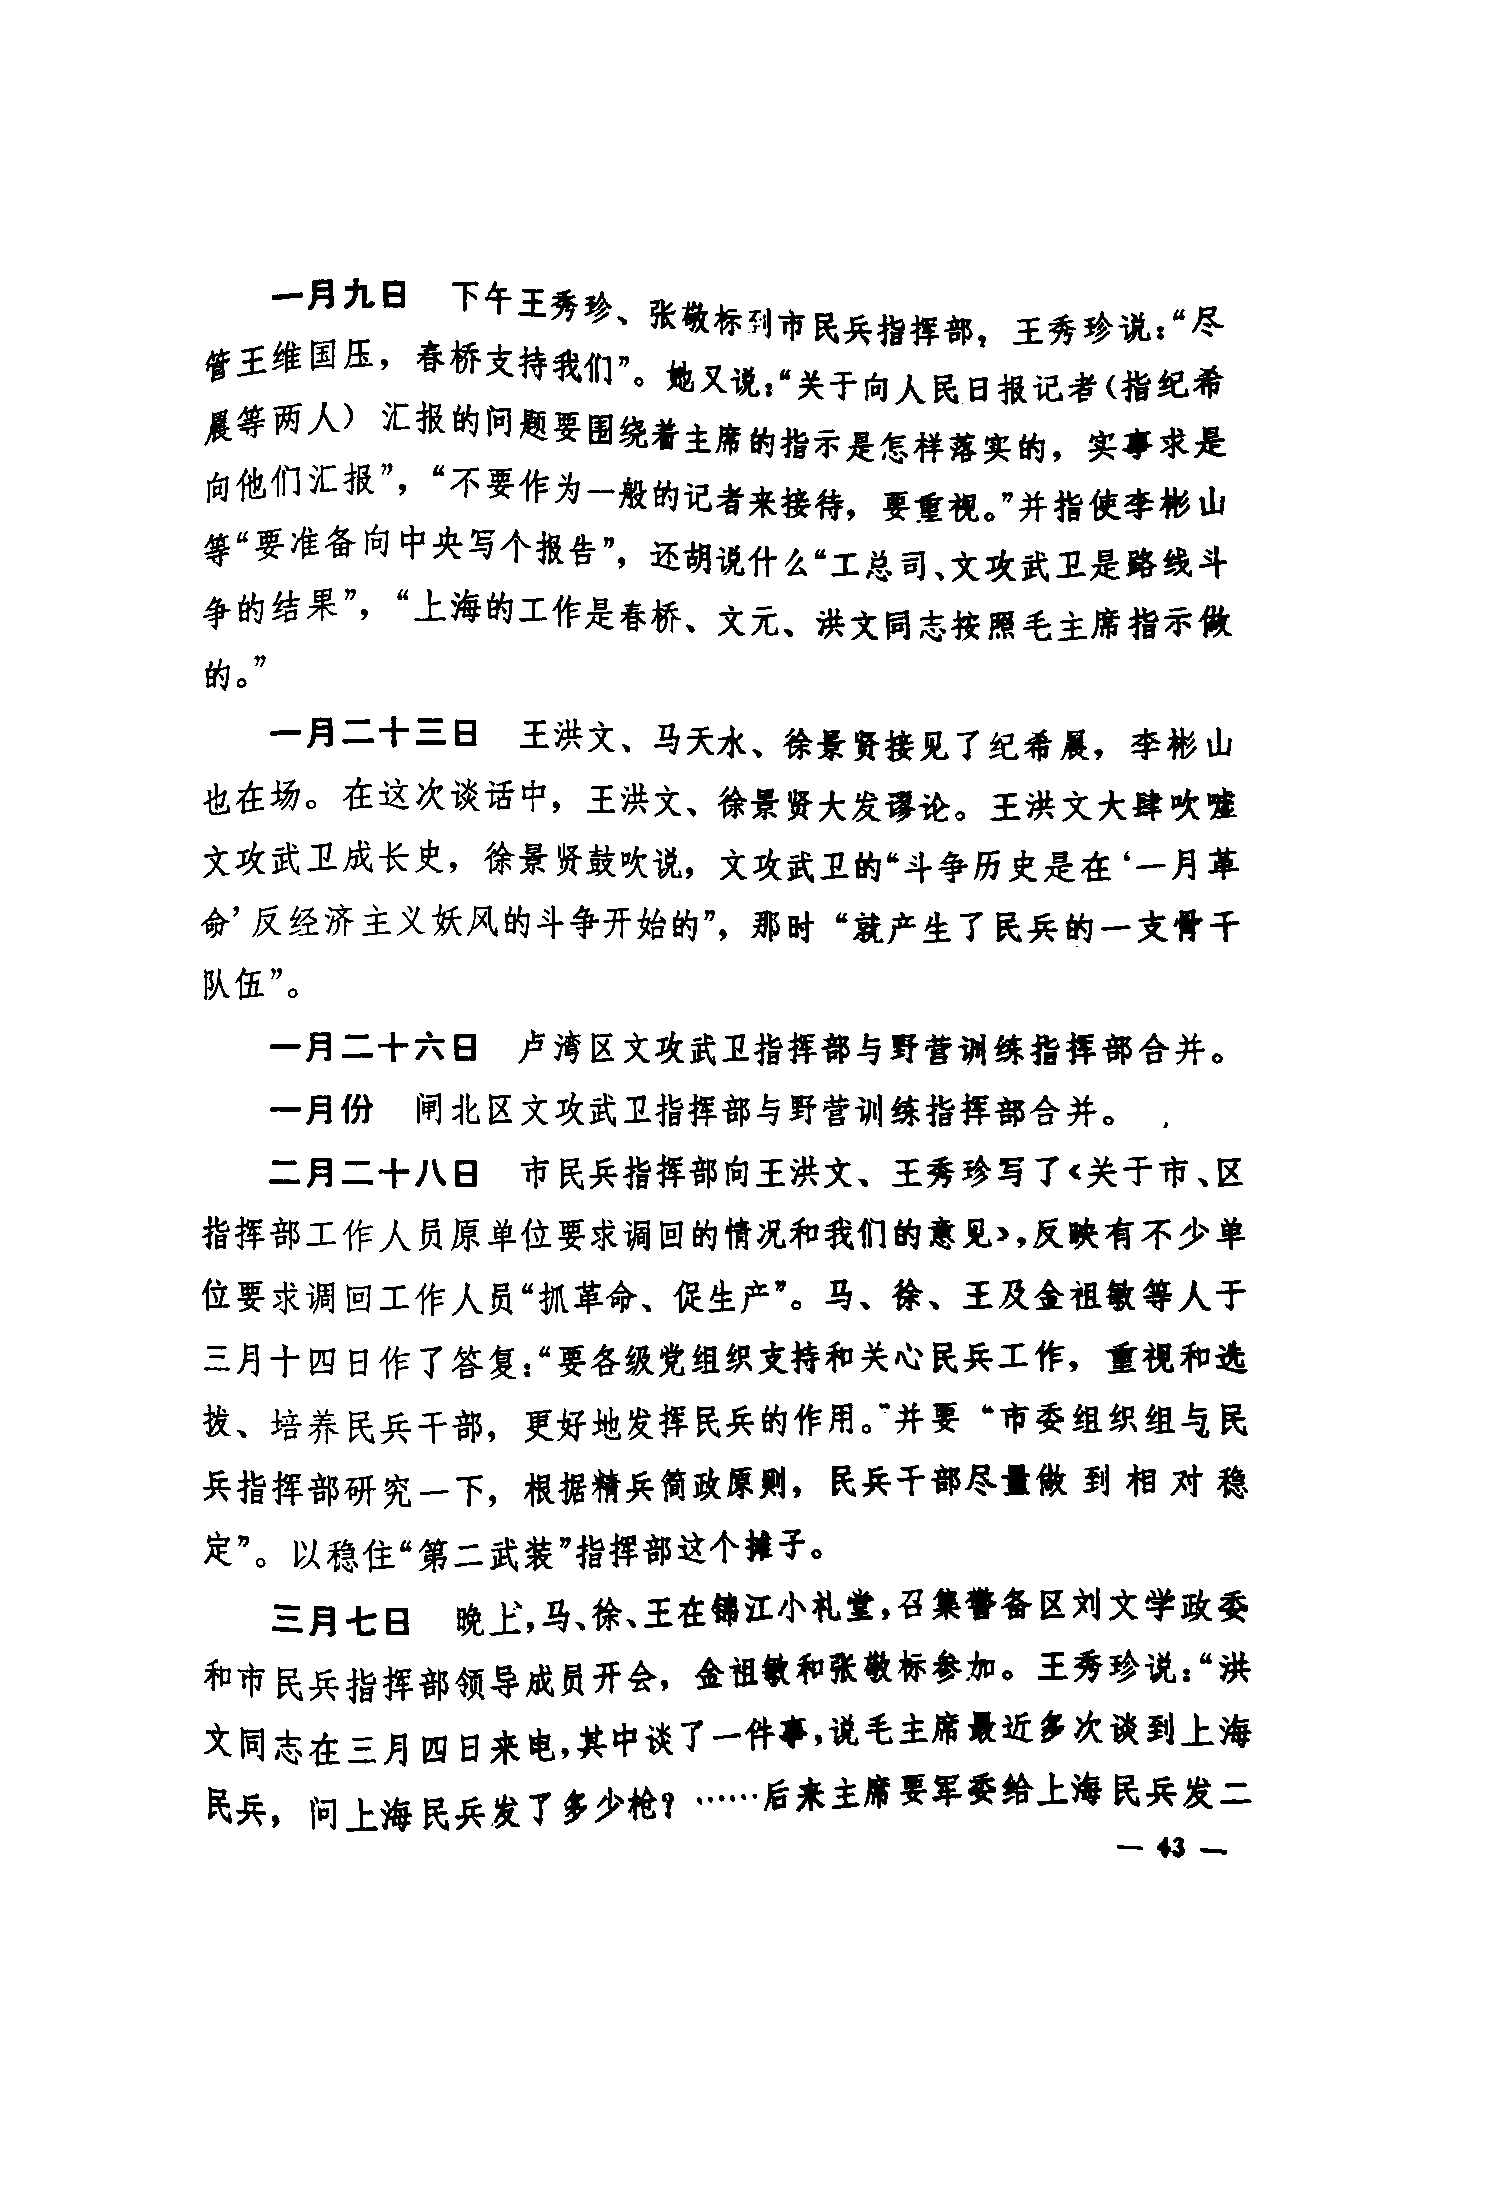 一月九日　下午王秀珍、张敬标到市民兵指挥部，王秀珍说：“尽
管王维国压，春桥支持我们”。她又说：“关于向人民日报记者（指纪希
晨等两人）汇报的问题要围绕着主席的指示是怎样落实的，实事求是
向他们汇报”，“不要作为一般的记者来接待，要重视。”并指使李彬山
等“要准备向中央写个报告”，还胡说什么“工总司、文攻武卫是路线斗
争的结果”，“上海的工作是春桥、文元、洪文同志按照毛主席指示做
的。”
一月二十三日　王洪文、马天水、徐景贤接见了纪希晨，李彬山
也在场。在这次谈话中，王洪文、徐景贤大发谬论。王洪文大肆吹嘘
文攻武卫成长史，徐景贤鼓吹说，文攻武卫的“斗争历史是在‘一月革
命’反经济主义妖风的斗争开始的”，那时“就产生了民兵的一支骨干
队伍”。
一月二十六日　卢湾区文攻武卫指挥部与野营训练指挥部合并。
一月份　闸北区文攻武卫指挥部与野营训练指挥部合并。
二月二十八日　市民兵指挥部向王洪文、王秀珍写了《关于市、区
指挥部工作人员原单位要求调回的情况和我们的意见》，反映有不少单
位要求调回工作人员“抓革命、促生产”。马、徐、王及金祖敏等人于
三月十四日作了答复：“要各级党组织支持和关心民兵工作，重视和选
拔、培养民兵干部，更好地发挥民兵的作用。”并要“市委组织组与民
兵指挥部研究一下，根据精兵简政原则，民兵干部尽量做到相对稳
定”。以稳住“第二武装”指挥部这个摊子。
三月七日　晚上，马、徐、王在锦江小礼堂，召集警备区刘文学政委
和市民兵指挥部领导成员开会，金祖敏和张敬标参加。王秀珍说：“洪
文同志在三月四日来电，其中谈了一件事，说毛主席最近多次谈到上海
民兵，问上海民兵发了多少枪？……后来主席要军委给上海民兵发二
— 43 —